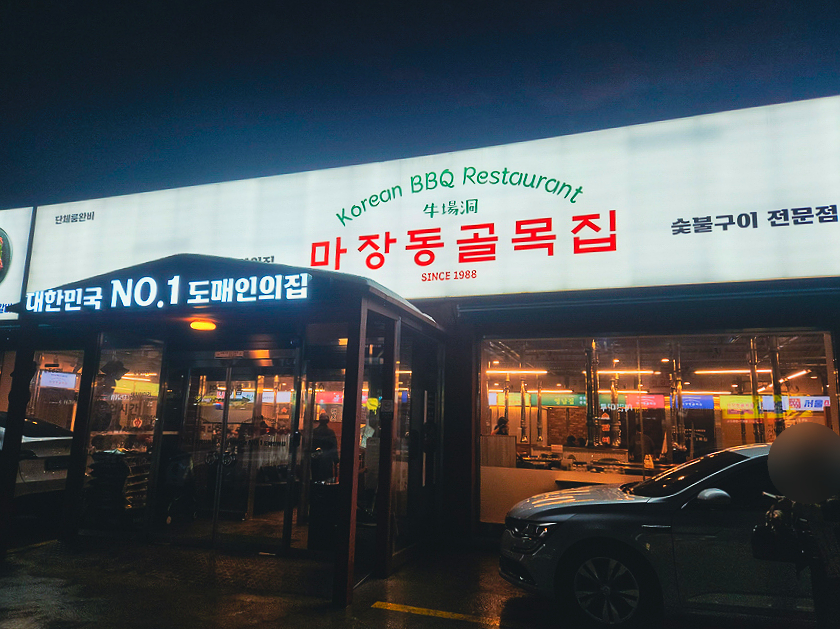 단체룸완비
Korean BBQ Restaurant
牛場洞
마장동골목집
SINCE 1988
숯불구이 전문점
대한민국 NO.1 도매인의집